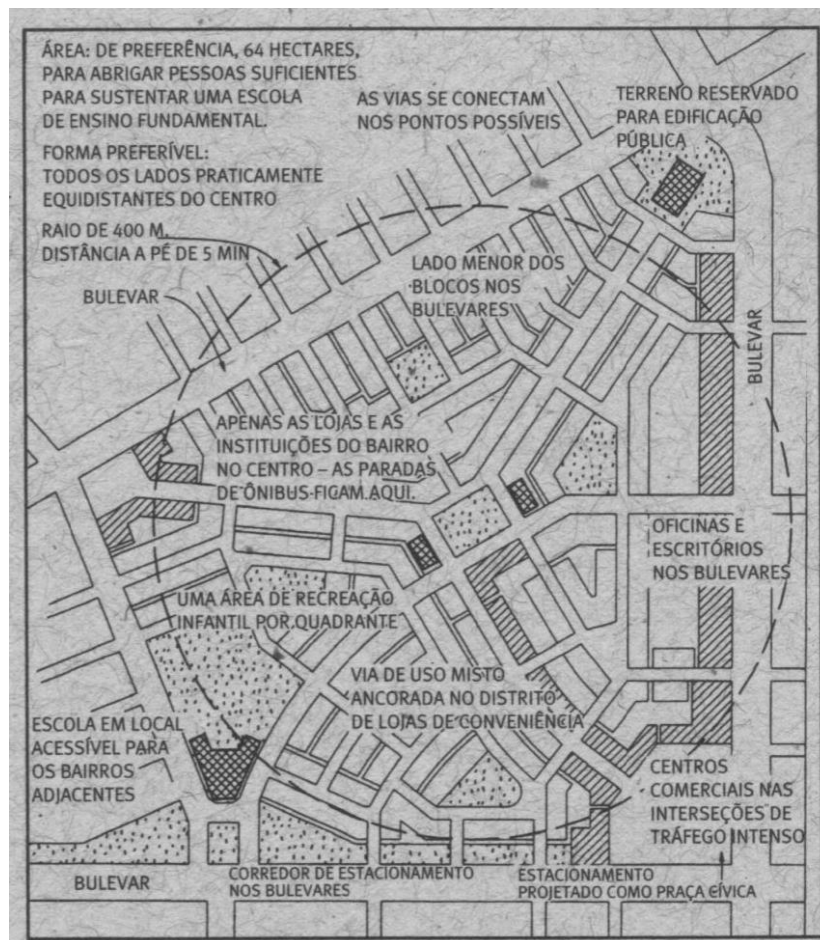 ÁREA: DE PREFERÊNCIA, 64 HECTARES,
PARA ABRIGAR PESSOAS SUFICIENTES
PARA SUSTENTAR UMA ESCOLA
DE ENSINO FUNDAMENTAL.
FORMA PREFERÍVEL:
TODOS OS LADOS PRATICAMENTE
EQUIDISTANTES DO CENTRO
RAIO DE 400 M.
DISTÂNCIA A PÉ DE 5 MIN
BULEVAR
AS VIAS SE CONECTAM
NOS PONTOS POSSÍVEIS
TERRENO RESERVADO
PARA EDIFICAÇÃO
PÚBLICA
LADO MENOR DOS
BLOCOS NOS
BULEVARES
BULEVAR
APENAS AS LOJAS E AS
INSTITUIÇÕES DO BAIRRO
NO CENTRO – AS PARADAS
DE ÔNIBUS FICAM AQUI.
OFICINAS E
ESCRITÓRIOS
NOS BULEVARES
UMA ÁREA DE RECREAÇÃO
INFANTIL POR QUADRANTE
VIA DE USO MISTO
ANCORADA NO DISTRITO
DE LOJAS DE CONVENIÊNCIA
ESCOLA EM LOCAL
ACESSÍVEL PARA
OS BAIRROS
ADJACENTES
CENTROS
COMERCIAIS NAS
INTERSEÇÕES DE
TRÁFEGO INTENSO
BULEVAR
CORREDOR DE ESTACIONAMENTO
NOS BULEVARES
ESTACIONAMENTO
PROJETADO COMO PRAÇA CÍVICA